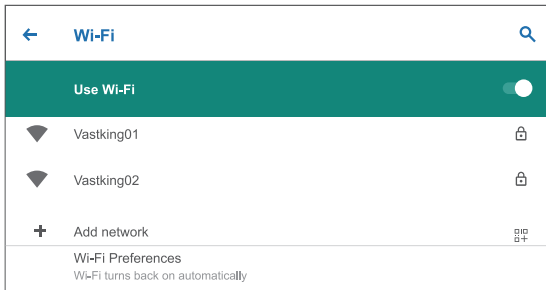 Wi-Fi
Use Wi-Fi
Vastking01
Vastking02
Add network
Wi-Fi Preferences
Wi-Fi turns back on automatically